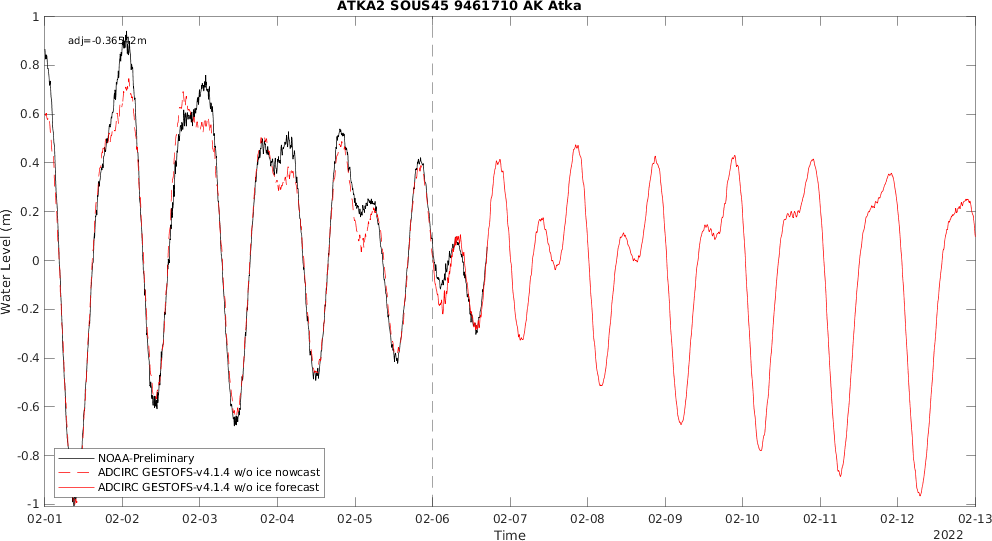 ATKA2 SOUS45 9461710 AK Atka
1
0.8
0.6
0.4
0.2
0
-0.2
-0.4
-0.6
-0.8
-1
Water Level (m)
NOAA-Preliminary
ADCIRC GESTOFS-v4.1.4 w/o ice nowcast
ADCIRC GESTOFS-v4.1.4 w/o ice forecast
02-01 02-02 02-03 02-04 02-05 02-06 02-07 02-08 02-09 02-10 02-11 02-12 02-13
Time
2022